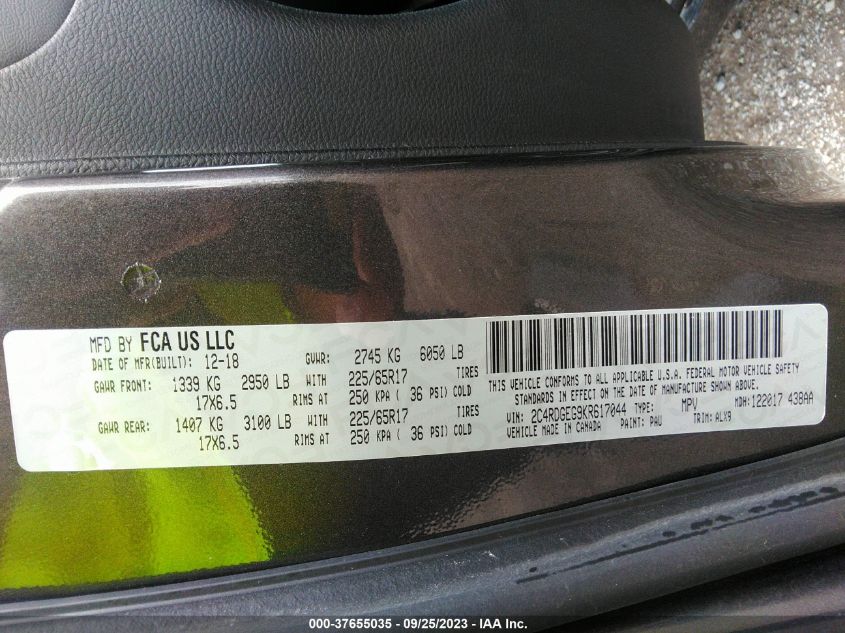 MFD BY FCA US LLC
DATE OF MFR(BUILT): 12-18 GVWR: 2745 KG 6050 LB
GAWR FRONT: 1339 KG 2950 LB WITH 225/65R17 TIRES
17X6.5 RIMS AT 250 KPA ( 36 PSI) COLD
GAWR REAR: 1407 KG 3100 LB WITH 225/65R17 TIRES
17X6.5 RIMS AT 250 KPA ( 36 PSI) COLD
THIS VEHICLE CONFORMS TO ALL APPLICABLE U.S.A. FEDERAL MOTOR VEHICLE SAFETY
STANDARDS IN EFFECT ON THE DATE OF MANUFACTURE SHOWN ABOVE.
VIN: 2C4RDGEG9KR617044 TYPE: MPV MDH: 122017 438AA
VEHICLE MADE IN CANADA PAINT: PAU TRIM: ALX9
000-37655035 - 09/25/2023 - IAA Inc.